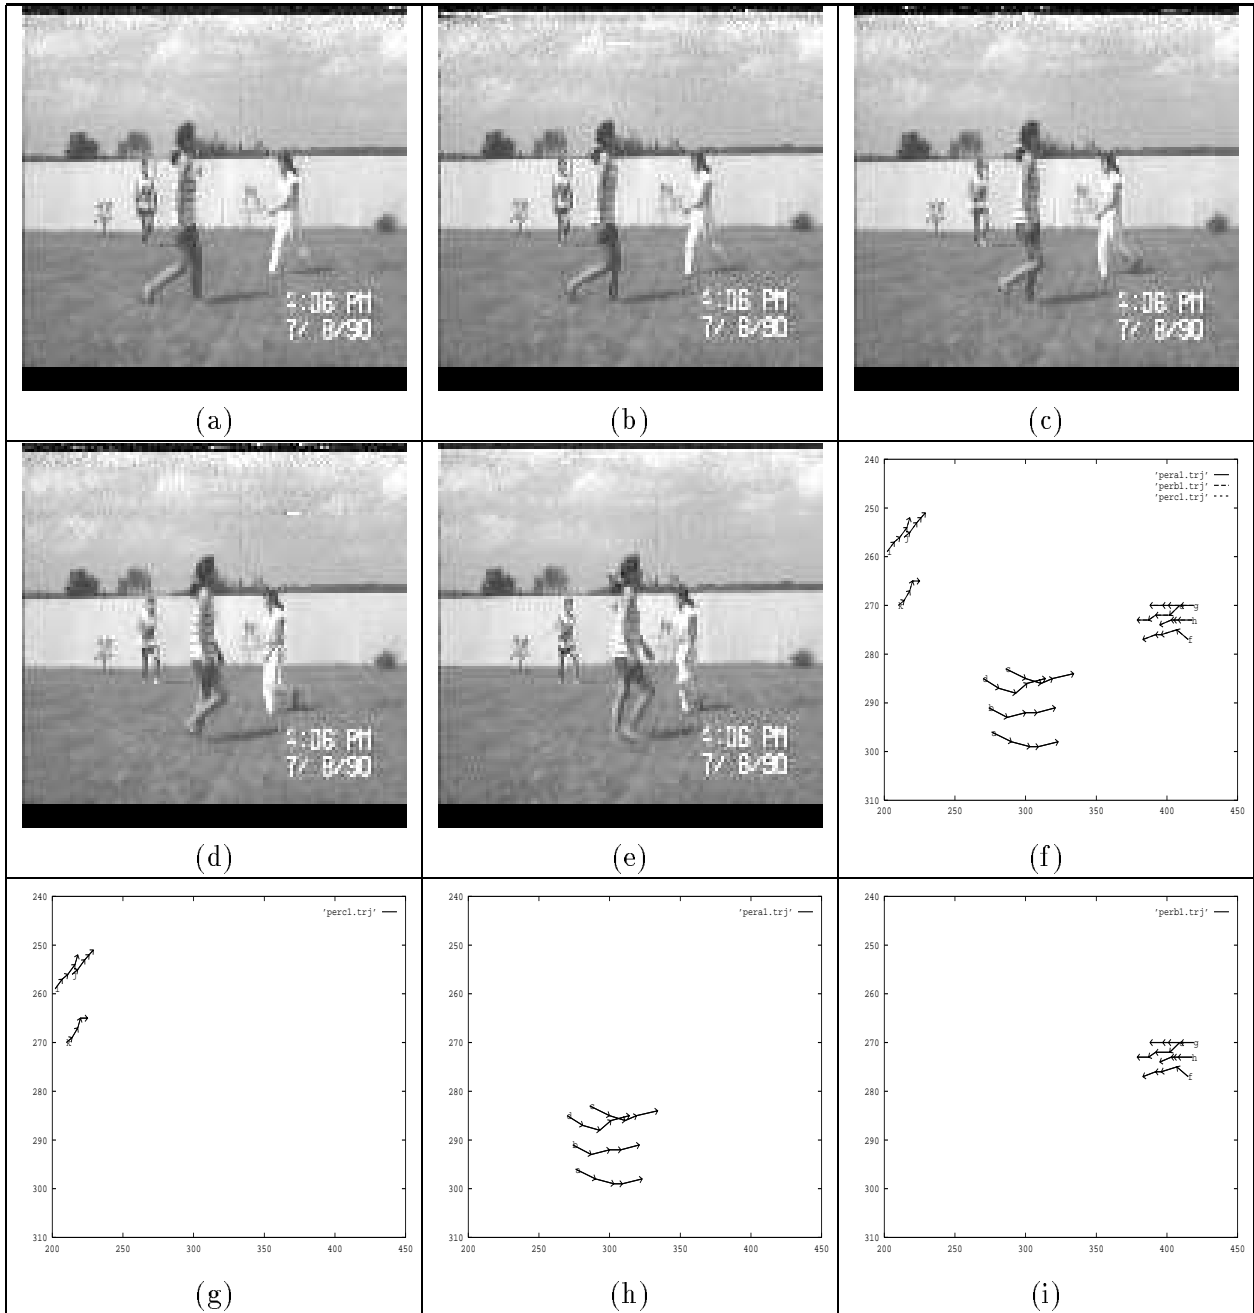 4:06 PM
7/ 8/90
(a)
4:06 PM
7/ 8/90
(b)
4:06 PM
7/ 8/90
(c)
4:06 PM
7/ 8/90
(d)
4:06 PM
7/ 8/90
(e)
240
250
260
270
280
290
300
310
200 250 300 350 400 450
'pera1.trj'
'perb1.trj'
'perc1.trj'
i
j
k
g
h
f
b
(f)
240
250
260
270
280
290
300
310
200 250 300 350 400 450
'perc1.trj'
i
j
k
(g)
240
250
260
270
280
290
300
310
200 250 300 350 400 450
'pera1.trj'
b
(h)
240
250
260
270
280
290
300
310
200 250 300 350 400 450
'perb1.trj'
g
h
f
(i)